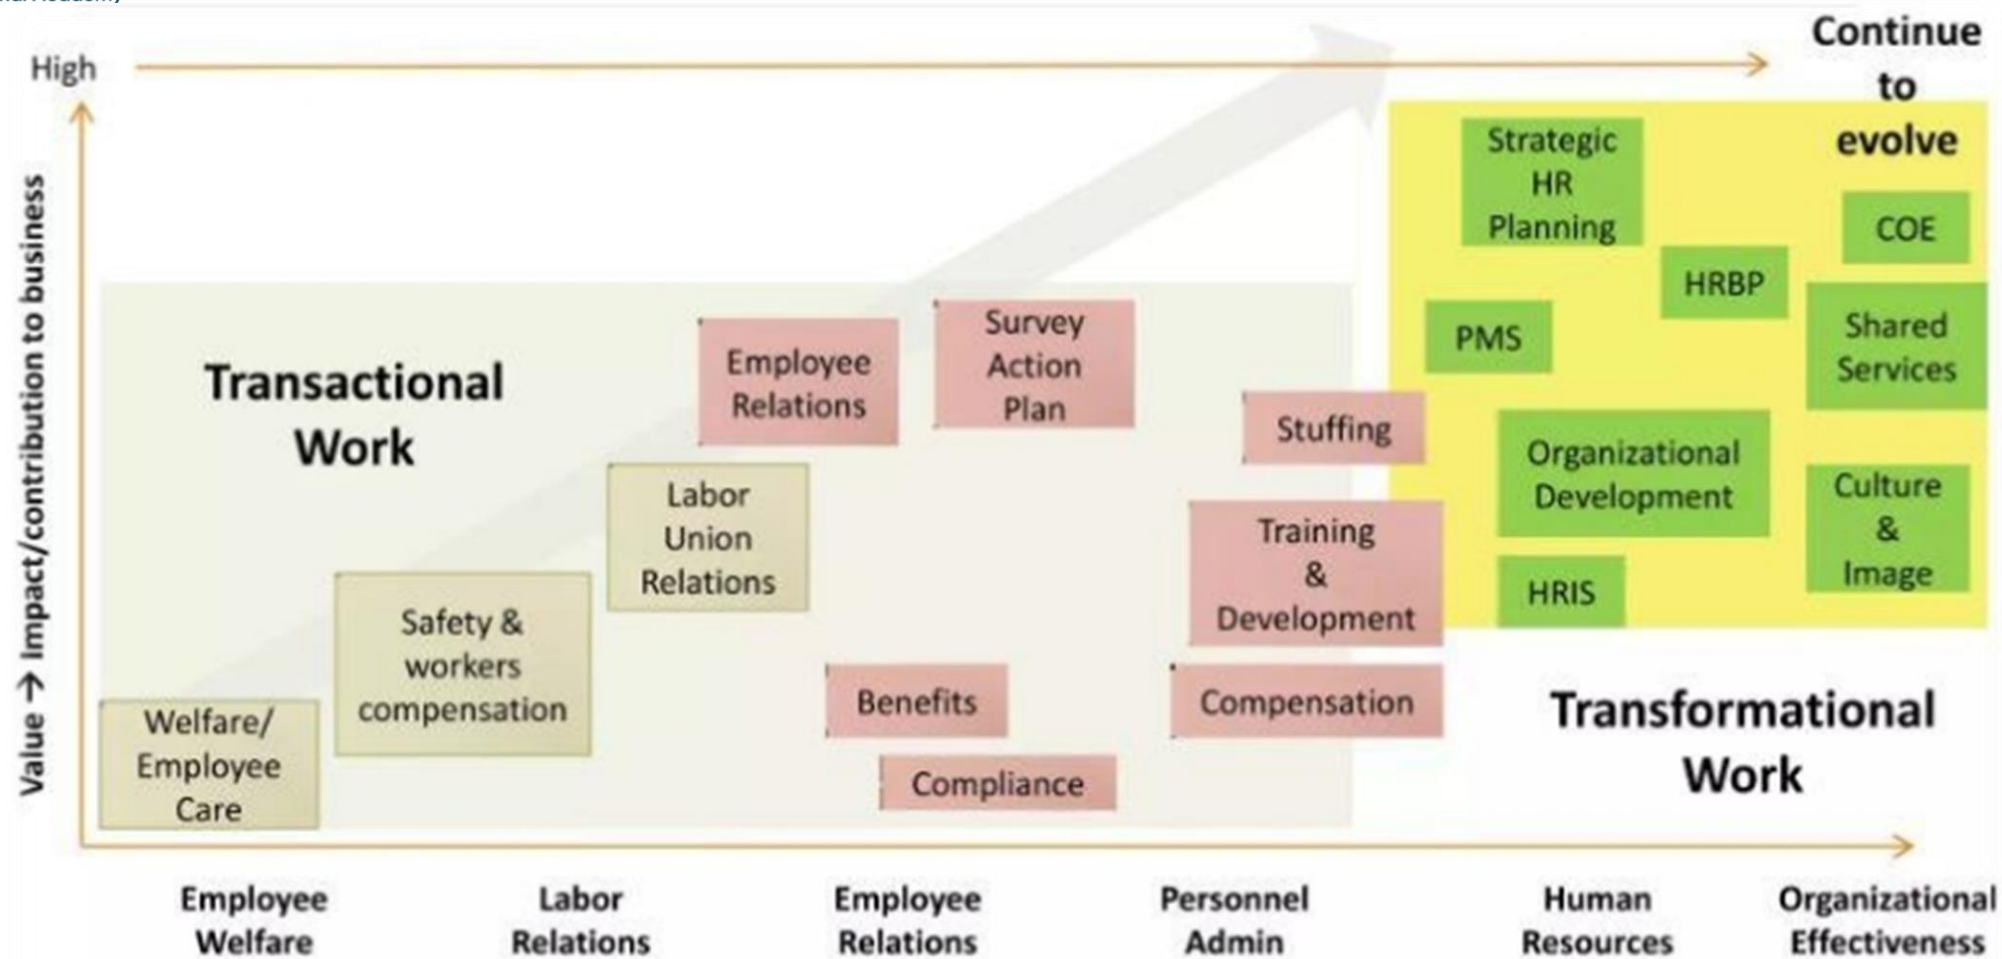 High
Continue
to
evolve
Value → Impact/contribution to business
Transactional
Work
Strategic
HR
Planning
COE
HRBP
PMS
Shared
Services
Employee
Relations
Survey
Action
Plan
Stuffing
Organizational
Development
Culture
&
Image
HRIS
Labor
Union
Relations
Training
&
Development
Safety &
workers
compensation
Benefits
Compensation
Compliance
Welfare/
Employee
Care
Transformational
Work
Employee
Welfare
Labor
Relations
Employee
Relations
Personnel
Admin
Human
Resources
Organizational
Effectiveness